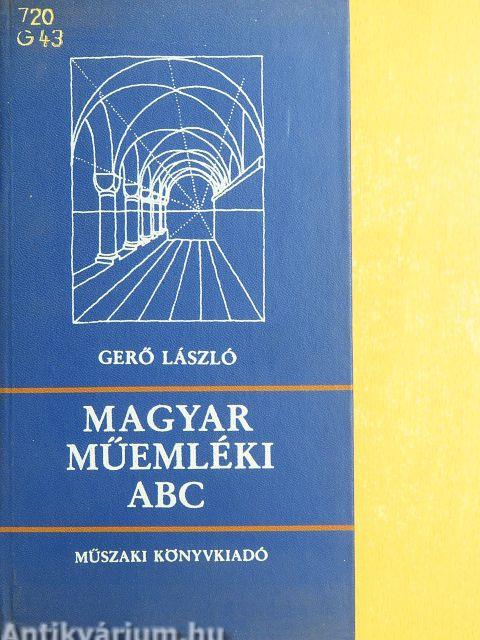 720
G43
GERŐ LÁSZLÓ
MAGYAR
MŰEMLÉKI
ABC
MŰSZAKI KÖNYVKIADÓ
Antikvárium.hu